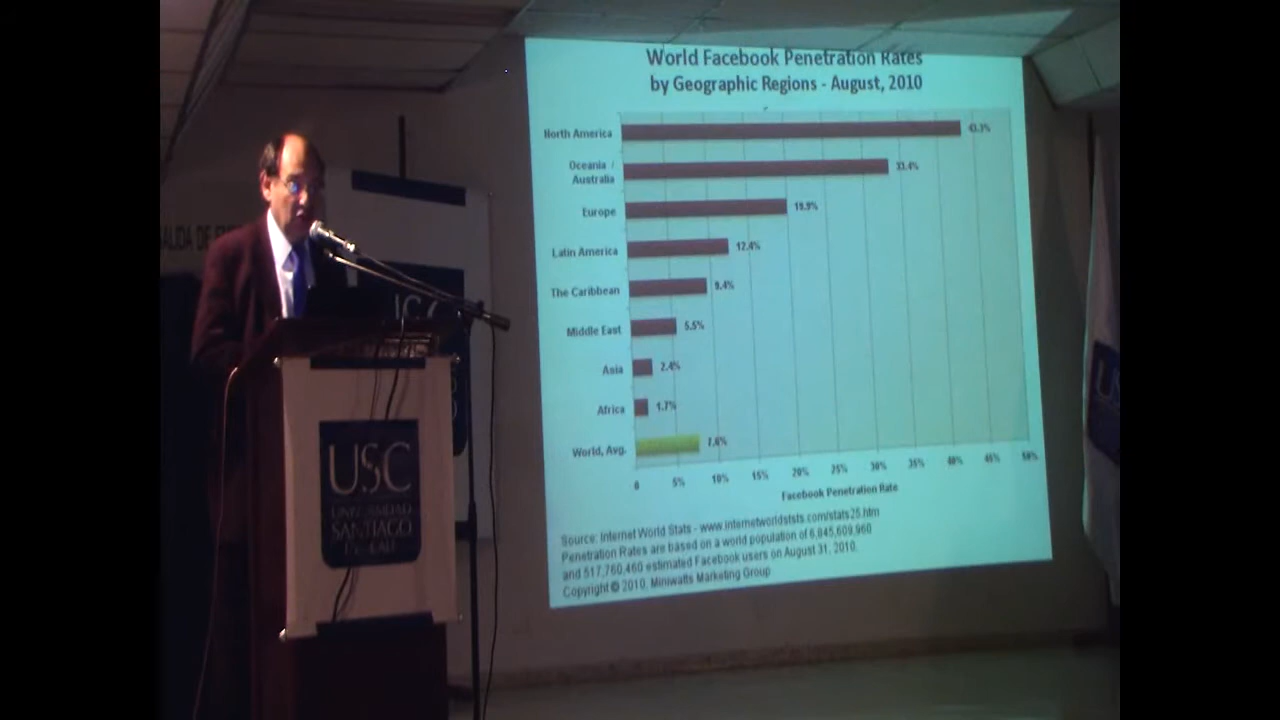 World Facebook Penetration Rates
by Geographic Regions - August, 2010
North America 43.3%
Oceania / Australia 33.4%
Europe 19.9%
Latin America 12.4%
The Caribbean 9.4%
Middle East 5.5%
Asia 2.4%
Africa 1.7%
World, Avg. 7.6%
0 5% 10% 15% 20% 25% 30% 35% 40% 45% 50%
Facebook Penetration Rate
Source: Internet World Stats - www.internetworldststs.com/stats25.htm
Penetration Rates are based on a world population of 6,845,609,960
and 517,760,460 estimated Facebook users on August 31, 2010.
Copyright © 2010, Miniwatts Marketing Group
SALIDA DE
USC
UNIVERSIDAD
SANTIAGO
DE CALI